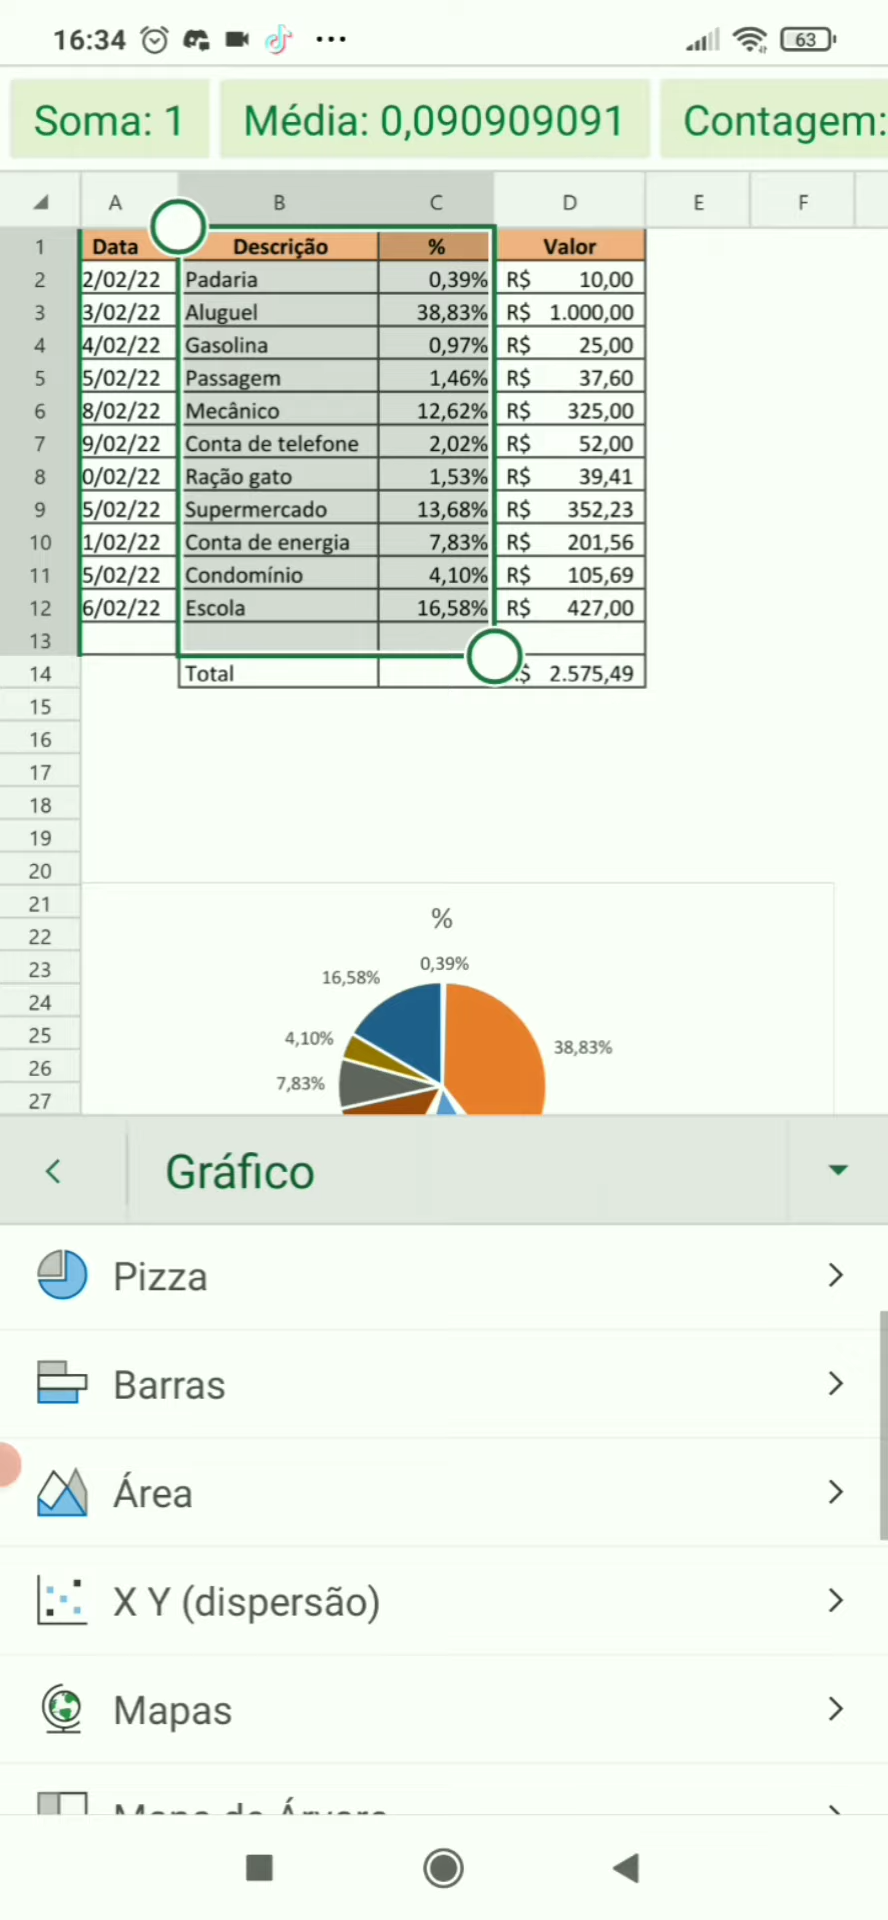 16:34 63
Soma: 1 Média: 0,090909091 Contagem:
A B C D E F
1 Data Descrição % Valor
2 2/02/22 Padaria 0,39% R$ 10,00
3 3/02/22 Aluguel 38,83% R$ 1.000,00
4 4/02/22 Gasolina 0,97% R$ 25,00
5 5/02/22 Passagem 1,46% R$ 37,60
6 8/02/22 Mecânico 12,62% R$ 325,00
7 9/02/22 Conta de telefone 2,02% R$ 52,00
8 0/02/22 Ração gato 1,53% R$ 39,41
9 5/02/22 Supermercado 13,68% R$ 352,23
10 1/02/22 Conta de energia 7,83% R$ 201,56
11 5/02/22 Condomínio 4,10% R$ 105,69
12 6/02/22 Escola 16,58% R$ 427,00
13
14 Total $ 2.575,49
15
16
17
18
19
20
21
22
23
24
25
26
27
%
0,39%
16,58%
4,10%
38,83%
7,83%
Gráfico
Pizza
Barras
Área
X Y (dispersão)
Mapas